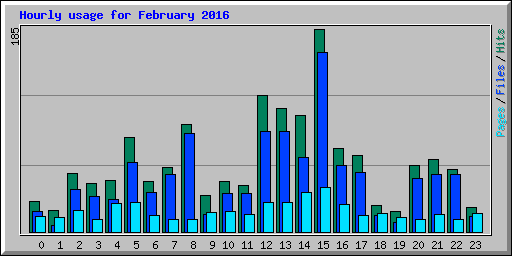 Hourly usage for February 2016
185
Pages/Files/Hits
0 1 2 3 4 5 6 7 8 9 10 11 12 13 14 15 16 17 18 19 20 21 22 23